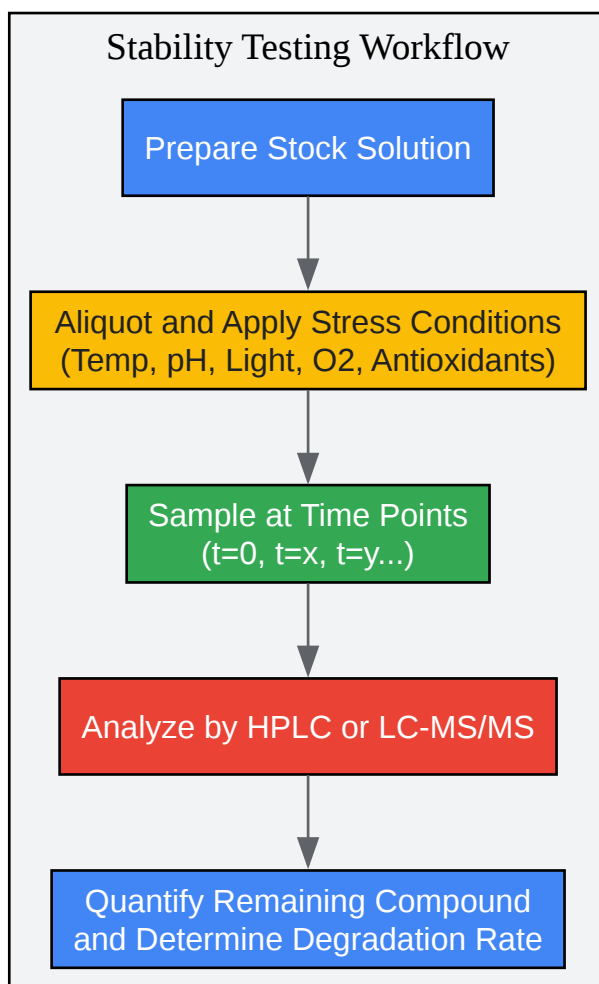 Stability Testing Workflow
Prepare Stock Solution
Aliquot and Apply Stress Conditions
(Temp, pH, Light, O2, Antioxidants)
Sample at Time Points
(t=0, t=x, t=y...)
Analyze by HPLC or LC-MS/MS
Quantify Remaining Compound
and Determine Degradation Rate